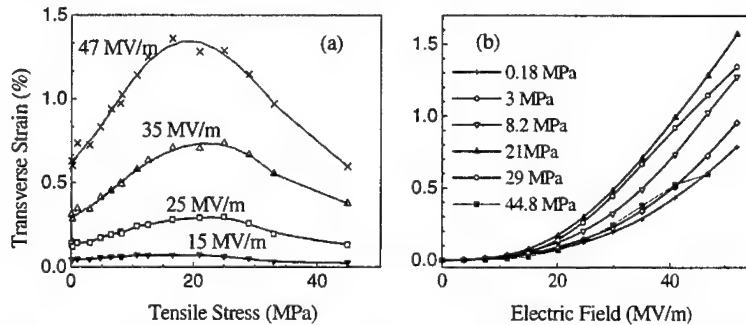 1.5
1.0
0.5
0.0
Transverse Strain (%)
47 MV/m
35 MV/m
25 MV/m
15 MV/m
(a)
0
20
40
Tensile Stress (MPa)
1.5
1.0
0.5
0.0
(b)
0.18 MPa
3 MPa
8.2 MPa
21MPa
29 MPa
44.8 MPa
0
20
40
Electric Field (MV/m)